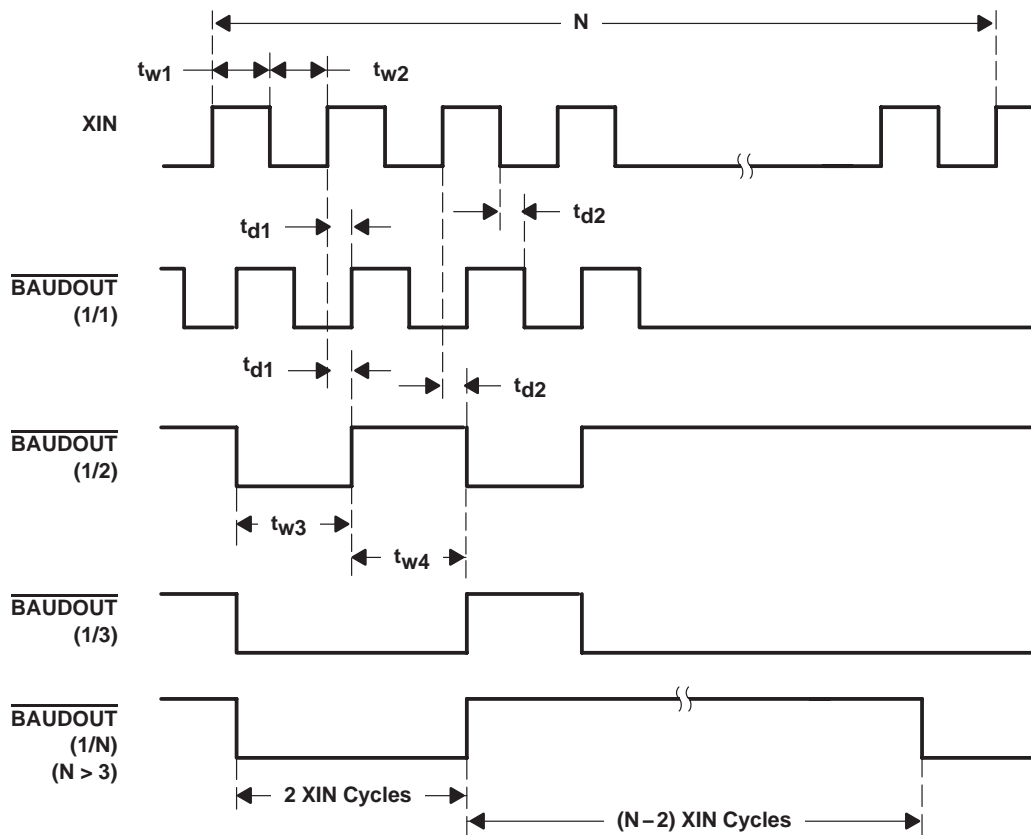 N
tw1
tw2
XIN
td1
td2
BAUDOUT
(1/1)
td1
td2
BAUDOUT
(1/2)
tw3
tw4
BAUDOUT
(1/3)
BAUDOUT
(1/N)
(N > 3)
2 XIN Cycles
(N−2) XIN Cycles